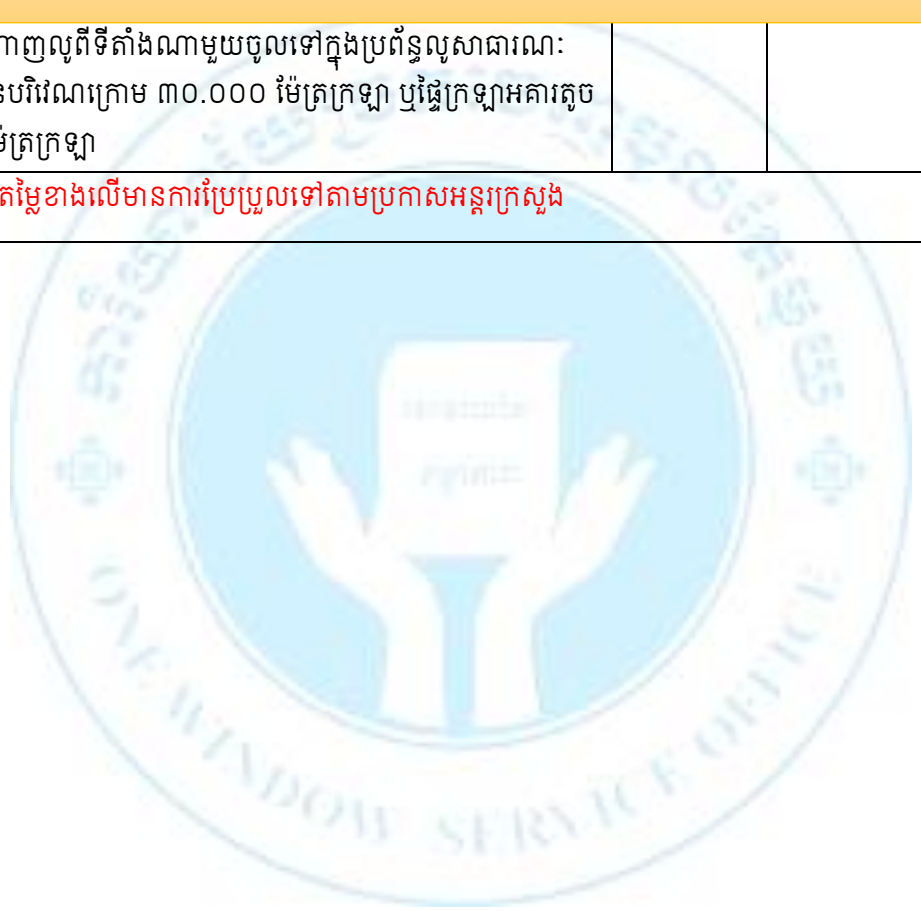 ហាញលូពីទីតាំងណាមួយចូលទៅក្នុងប្រព័ន្ធលូសាធារណៈ
បរិវេណក្រោម ៣០.០០០ ម៉ែត្រក្រឡា ឬផ្ទៃក្រឡាអគារតូច
ម៉ែត្រក្រឡា
តម្លៃខាងលើមានការប្រែប្រួលទៅតាមប្រកាសអន្តរក្រសួង
ONE WINDOW SERVICE OFFICE